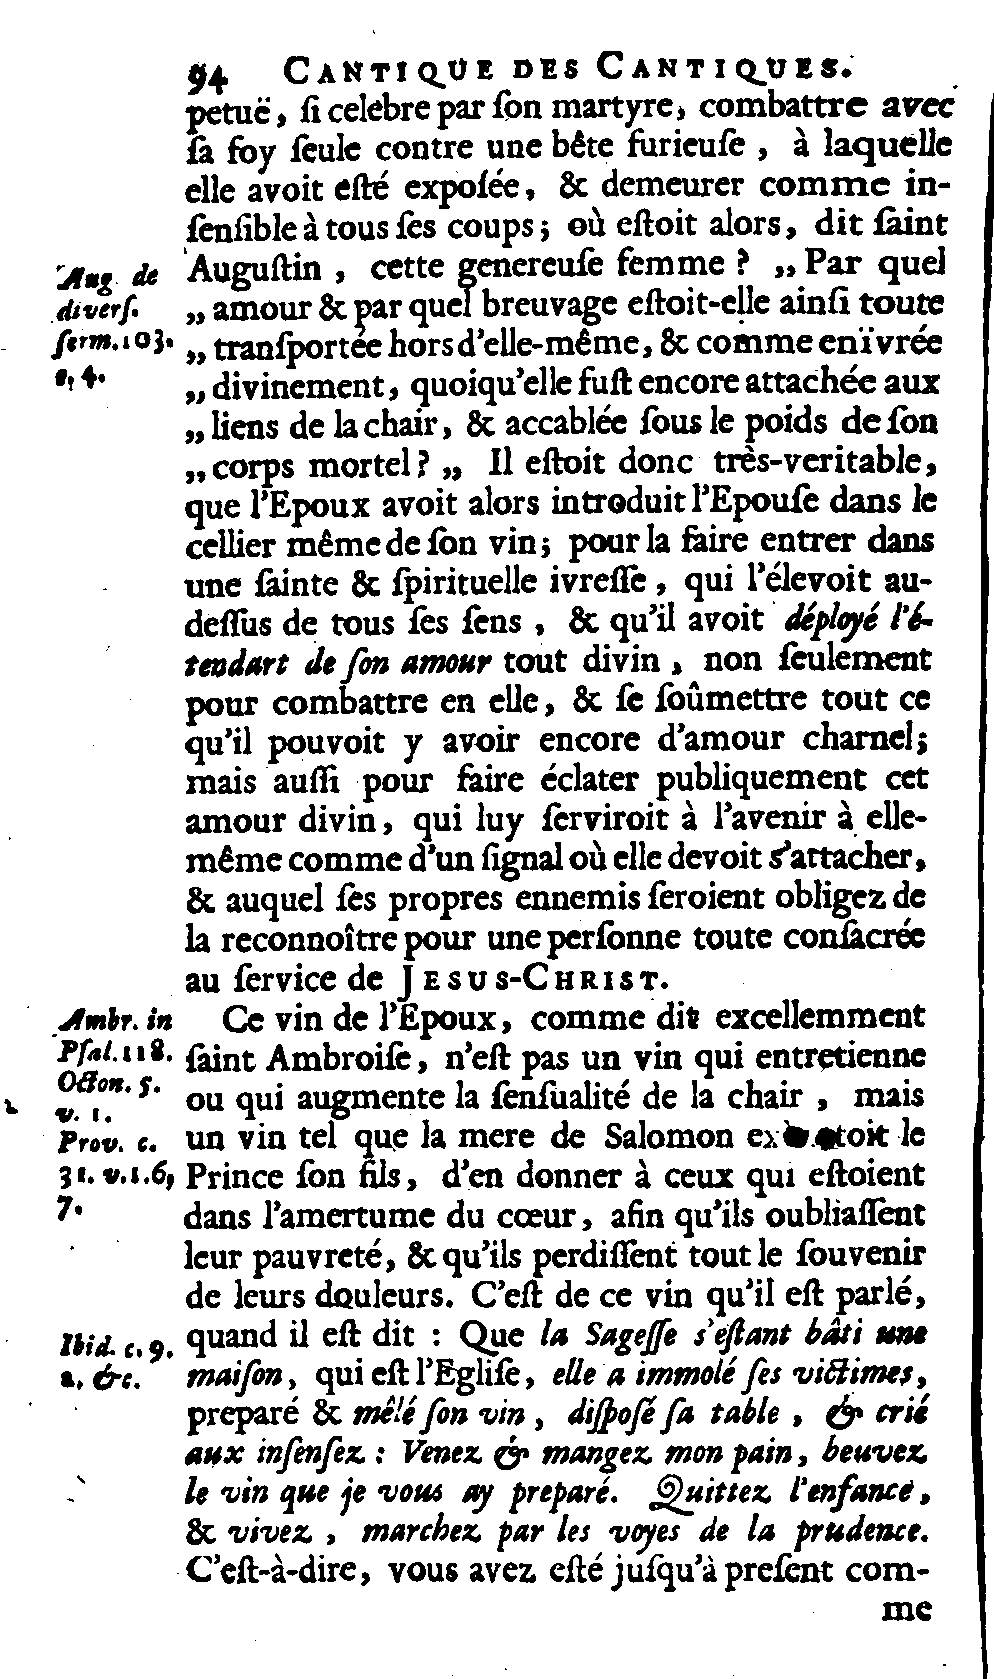 94 CANTIQUE DES CANTIQUES.
petuë, ſi celébre par ſon martyre, combattre avec
ſa foy ſeule contre une bête furieuſe, à laquelle
elle avoit eſté expoſée, & demeurer comme in-
ſenſible à tous ſes coups; où eſtoit alors, dit ſaint
Auguſtin, cette genereuſe femme? „ Par quel
„ amour & par quel breuvage eſtoit-elle ainſi toute
„ tranſportée hors d'elle-même, & comme enïvrée
„ divinement, quoiqu'elle fuſt encore attachée aux
„ liens de la chair, & accablée ſous le poids de ſon
„ corps mortel? „ Il eſtoit donc très-veritable,
que l'Epoux avoit alors introduit l'Epouſe dans le
cellier même de ſon vin; pour la faire entrer dans
une ſainte & ſpirituelle ivreſſe, qui l'élevoit au-
deſſus de tous ſes ſens, & qu'il avoit déployé l'é-
tendart de ſon amour tout divin, non ſeulement
pour combattre en elle, & ſe ſoûmettre tout ce
qu'il pouvoit y avoir encore d'amour charnel;
mais auſſi pour faire éclater publiquement cet
amour divin, qui luy ſerviroit à l'avenir à elle-
même comme d'un ſignal où elle devoit s'attacher,
& auquel ſes propres ennemis ſeroient obligez de
la reconnoître pour une perſonne toute conſacrée
au ſervice de JESUS-CHRIST.
Ce vin de l'Epoux, comme dit excellemment
ſaint Ambroiſe, n'eſt pas un vin qui entretienne
ou qui augmente la ſenſualité de la chair, mais
un vin tel que la mere de Salomon le
Prince ſon fils, d'en donner à ceux qui eſtoient
dans l'amertume du cœur, afin qu'ils oubliaſſent
leur pauvreté, & qu'ils perdiſſent tout le ſouvenir
de leurs douleurs. C'eſt de ce vin qu'il eſt parlé,
quand il eſt dit : Que la Sageſſe s'eſtant bâti une
maiſon, qui eſt l'Egliſe, elle a immolé ſes victimes,
preparé & mêlé ſon vin, diſpoſé ſa table, & crié
aux inſenſez : Venez & mangez mon pain, beuvez
le vin que je vous ay preparé. Quittez l'enfance,
& vivez, marchez par les voyes de la prudence.
C'eſt-à-dire, vous avez eſté juſqu'à preſent com-
me
Aug. de
diverſ.
ſerm. 103.
c. 4.
Ambr. in
Pſal. 118.
Octon. 5.
v. 1.
Prov. c.
31. v. 1. 6,
7.
Ibid. c. 9.
&c.